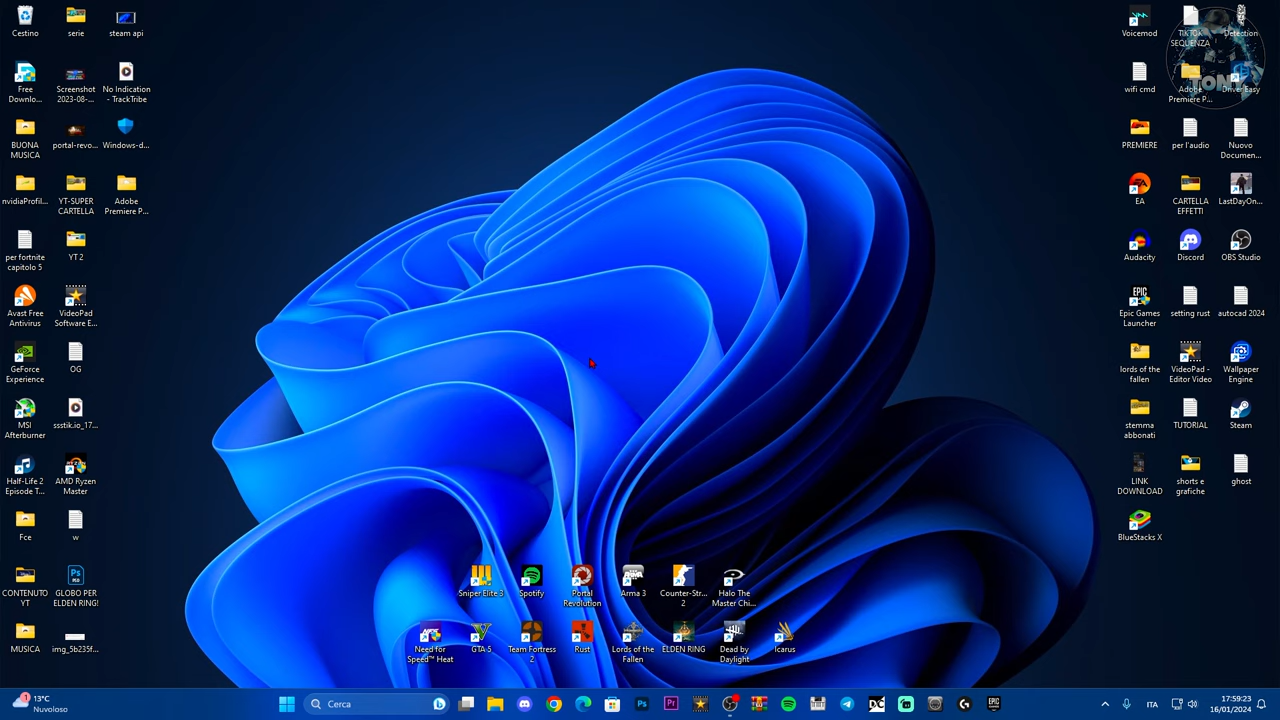 Cestino
serie
steam api
Free Downlo...
Screenshot 2023-08-...
No Indication - TrackTribe
BUONA MUSICA
portal-revo...
Windows-d...
nvidiaProfil...
YT-SUPER CARTELLA
Adobe Premiere P...
per fortnite capitolo 5
YT 2
Avast Free Antivirus
VideoPad Software E...
GeForce Experience
OG
MSI Afterburner
ssstik.io_17...
Half-Life 2 Episode T...
AMD Ryzen Master
Fce
w
CONTENUTO YT
GLOBO PER ELDEN RING!
MUSICA
img_5b235f...
Sniper Elite 3
Spotify
Portal Revolution
Arma 3
Counter-Str... 2
Halo The Master Chi...
Need for Speed™ Heat
GTA 5
Team Fortress 2
Rust
Lords of the Fallen
ELDEN RING
Dead by Daylight
Icarus
Voicemod
TIKTOK SEQUENZA
Detection
wifi cmd
Adobe Premiere P...
Driver Easy
TONY
PREMIERE
per l'audio
Nuovo Documen...
EA
CARTELLA EFFETTI
LastDayOn...
Audacity
Discord
OBS Studio
Epic Games Launcher
setting rust
autocad 2024
lords of the fallen
VideoPad - Editor Video
Wallpaper Engine
stemma abbonati
TUTORIAL
Steam
LINK DOWNLOAD
shorts e grafiche
ghost
BlueStacks X
1
13°C
Nuvoloso
Cerca
ITA
17:59:23
16/01/2024